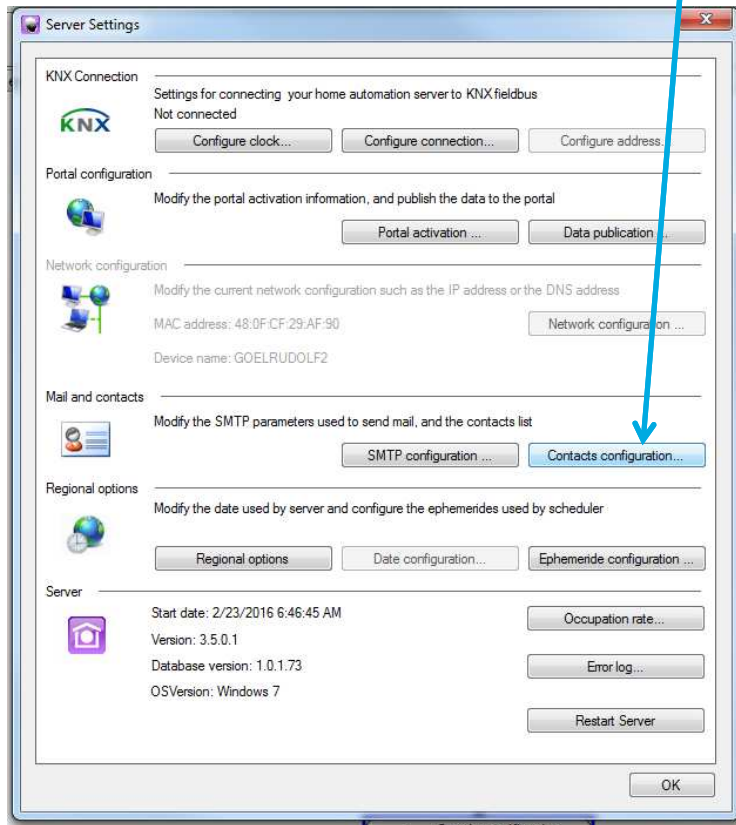 Server Settings
KNX Connection
Settings for connecting your home automation server to KNX fieldbus
KNX
Not connected
Configure clock...
Configure connection...
Configure address...
Portal configuration
Modify the portal activation information, and publish the data to the portal
Portal activation ...
Data publication ...
Network configuration
Modify the current network configuration such as the IP address or the DNS address
MAC address: 48:0F:CF:29:AF:90
Network configuration ...
Device name: GOELRUDOLF2
Mail and contacts
Modify the SMTP parameters used to send mail, and the contacts list
SMTP configuration ...
Contacts configuration...
Regional options
Modify the date used by server and configure the ephemerides used by scheduler
Regional options
Date configuration...
Ephemeride configuration ...
Server
Start date: 2/23/2016 6:46:45 AM
Occupation rate...
Version: 3.5.0.1
Database version: 1.0.1.73
Error log...
OSVersion: Windows 7
Restart Server
OK